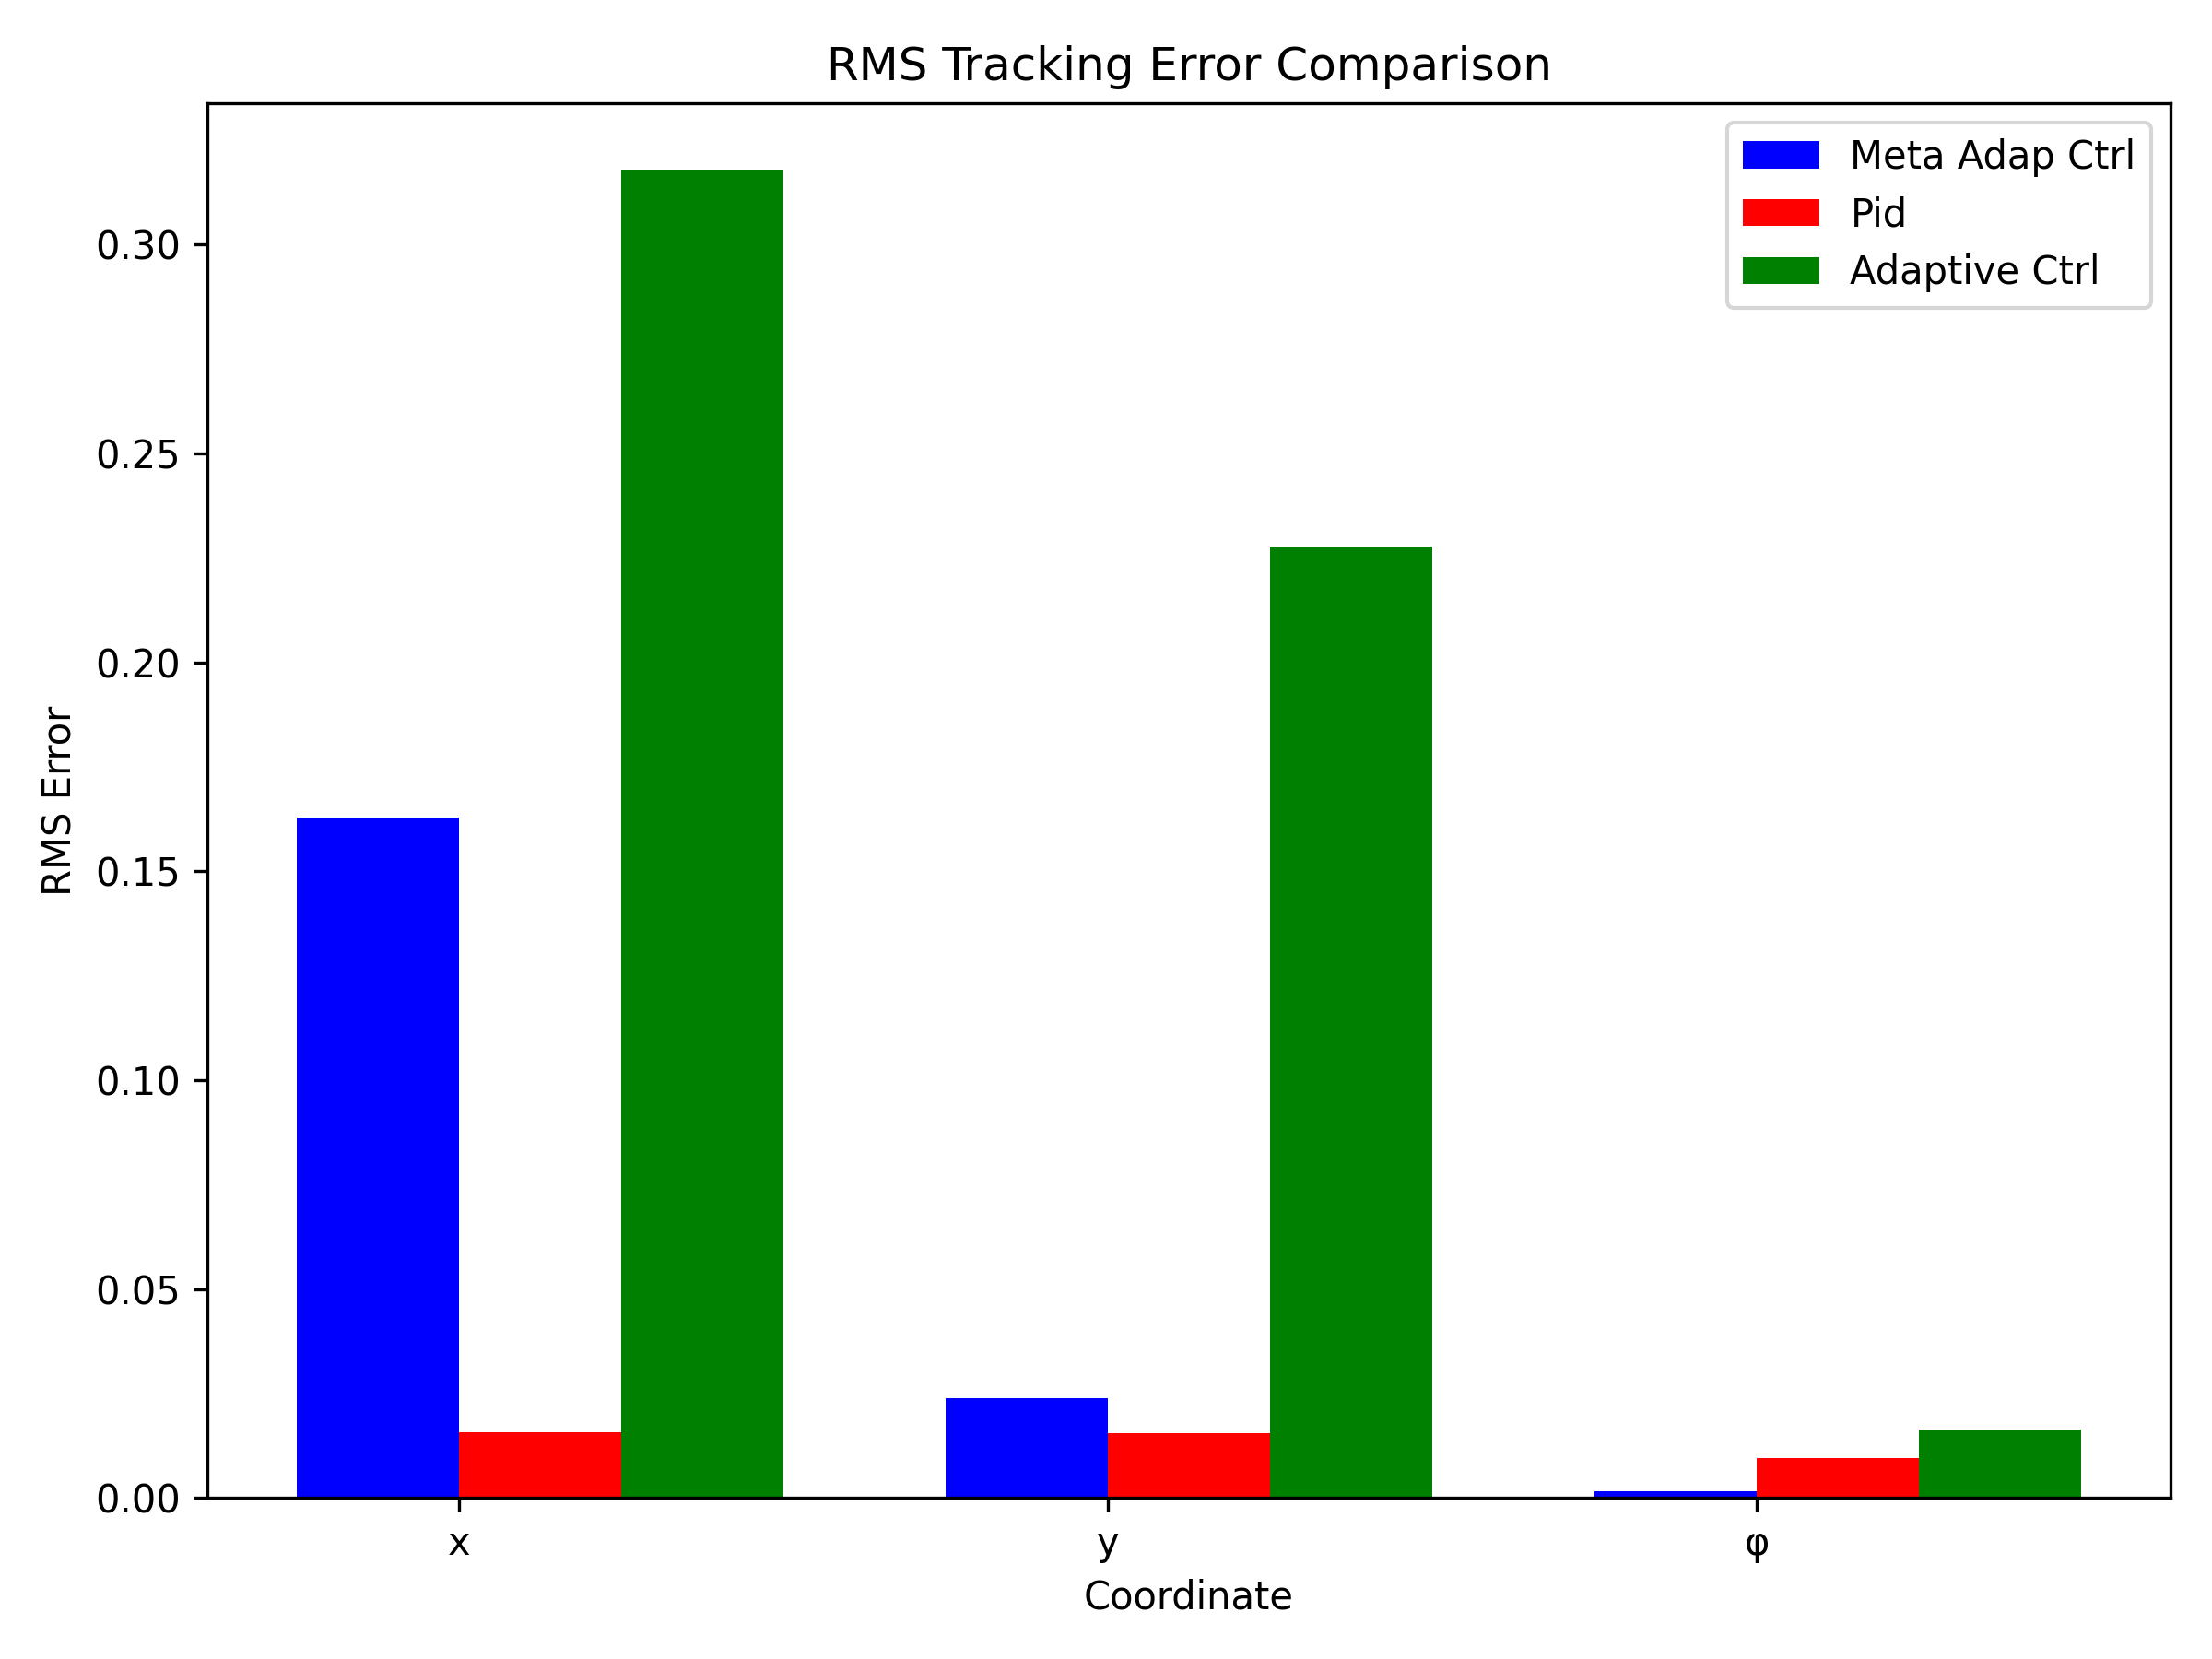 RMS Tracking Error Comparison
Meta Adap Ctrl
Pid
Adaptive Ctrl
RMS Error
0.30
0.25
0.20
0.15
0.10
0.05
0.00
x y φ
Coordinate